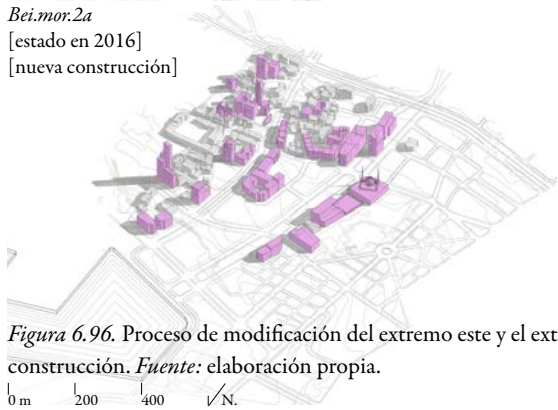 Bei.mor.2a
[estado en 2016]
[nueva construcción]
Figura 6.96. Proceso de modificación del extremo este y el ext
construcción. Fuente: elaboración propia.
0 m 200 400 N.